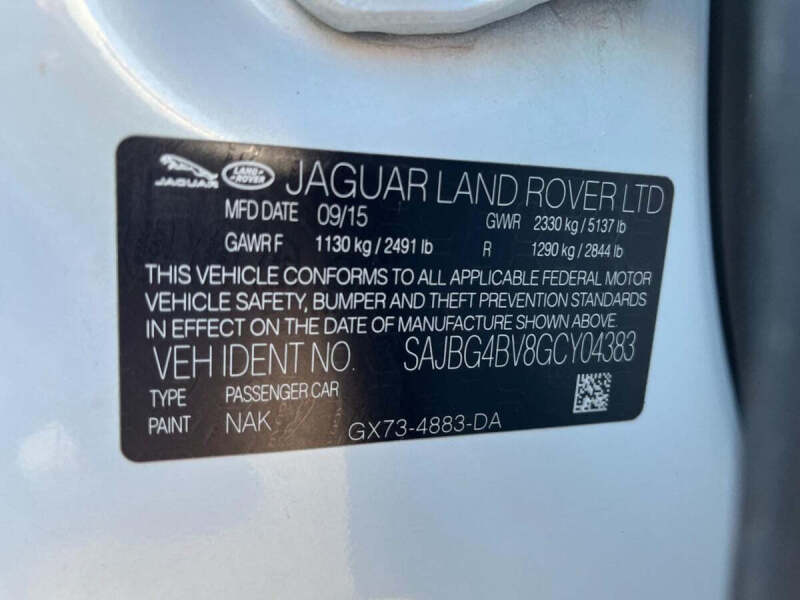 JAGUAR LAND ROVER JAGUAR LAND ROVER LTD
MFD DATE 09/15 GVWR 2330 kg / 5137 lb
GAWR F 1130 kg / 2491 lb R 1290 kg / 2844 lb
THIS VEHICLE CONFORMS TO ALL APPLICABLE FEDERAL MOTOR
VEHICLE SAFETY, BUMPER AND THEFT PREVENTION STANDARDS
IN EFFECT ON THE DATE OF MANUFACTURE SHOWN ABOVE.
VEH IDENT NO. SAJBG4BV8GCY04383
TYPE PASSENGER CAR
PAINT NAK GX73-4883-DA